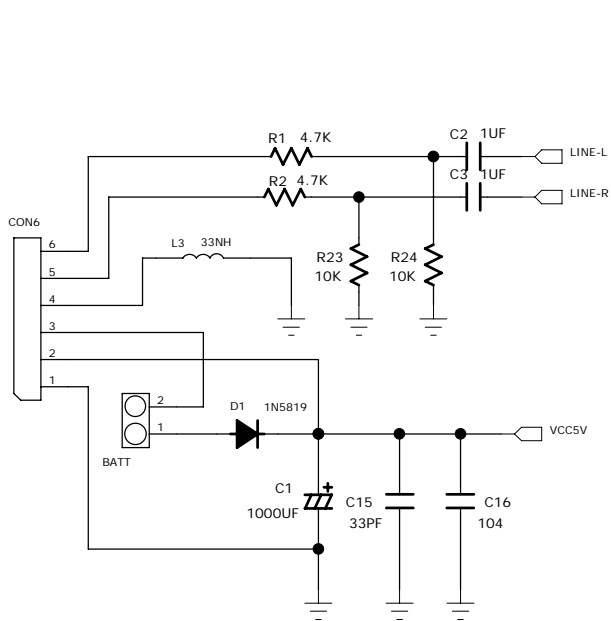 C2 1UF
R1 4.7K
LINE-L
C3 1UF
R2 4.7K
LINE-R
CON6
6
L3 33NH
R23 R24
10K 10K
5
4
3
2
1
2
D1 1N5819
1
VCC5V
BATT
C1
1000UF
+
C15
33PF
C16
104